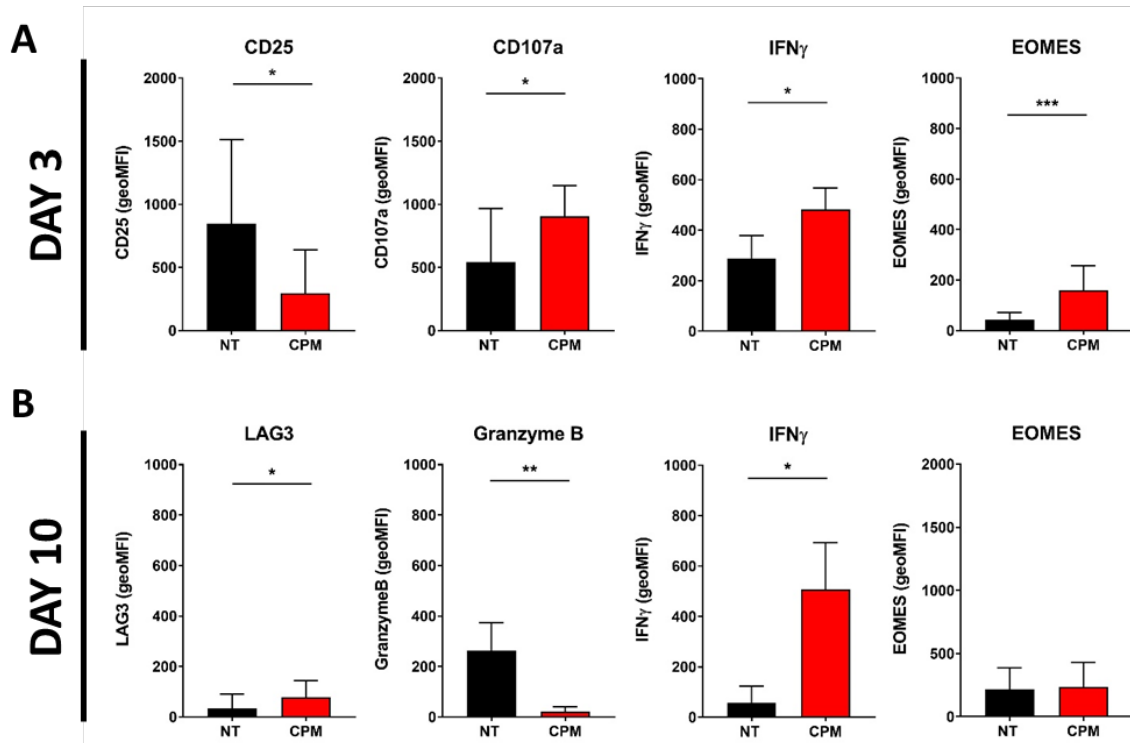 A
DAY 3
CD25
*
CD25 (geoMFI)
2000
1500
1000
500
0
NT CPM
CD107a
*
CD107a (geoMFI)
2000
1500
1000
500
0
NT CPM
IFNγ
*
IFNγ (geoMFI)
1000
800
600
400
200
0
NT CPM
EOMES
***
EOMES (geoMFI)
1000
800
600
400
200
0
NT CPM
B
DAY 10
LAG3
*
LAG3 (geoMFI)
1000
800
600
400
200
0
NT CPM
Granzyme B
**
GranzymeB (geoMFI)
1000
800
600
400
200
0
NT CPM
IFNγ
*
IFNγ (geoMFI)
1000
800
600
400
200
0
NT CPM
EOMES
EOMES (geoMFI)
2000
1500
1000
500
0
NT CPM